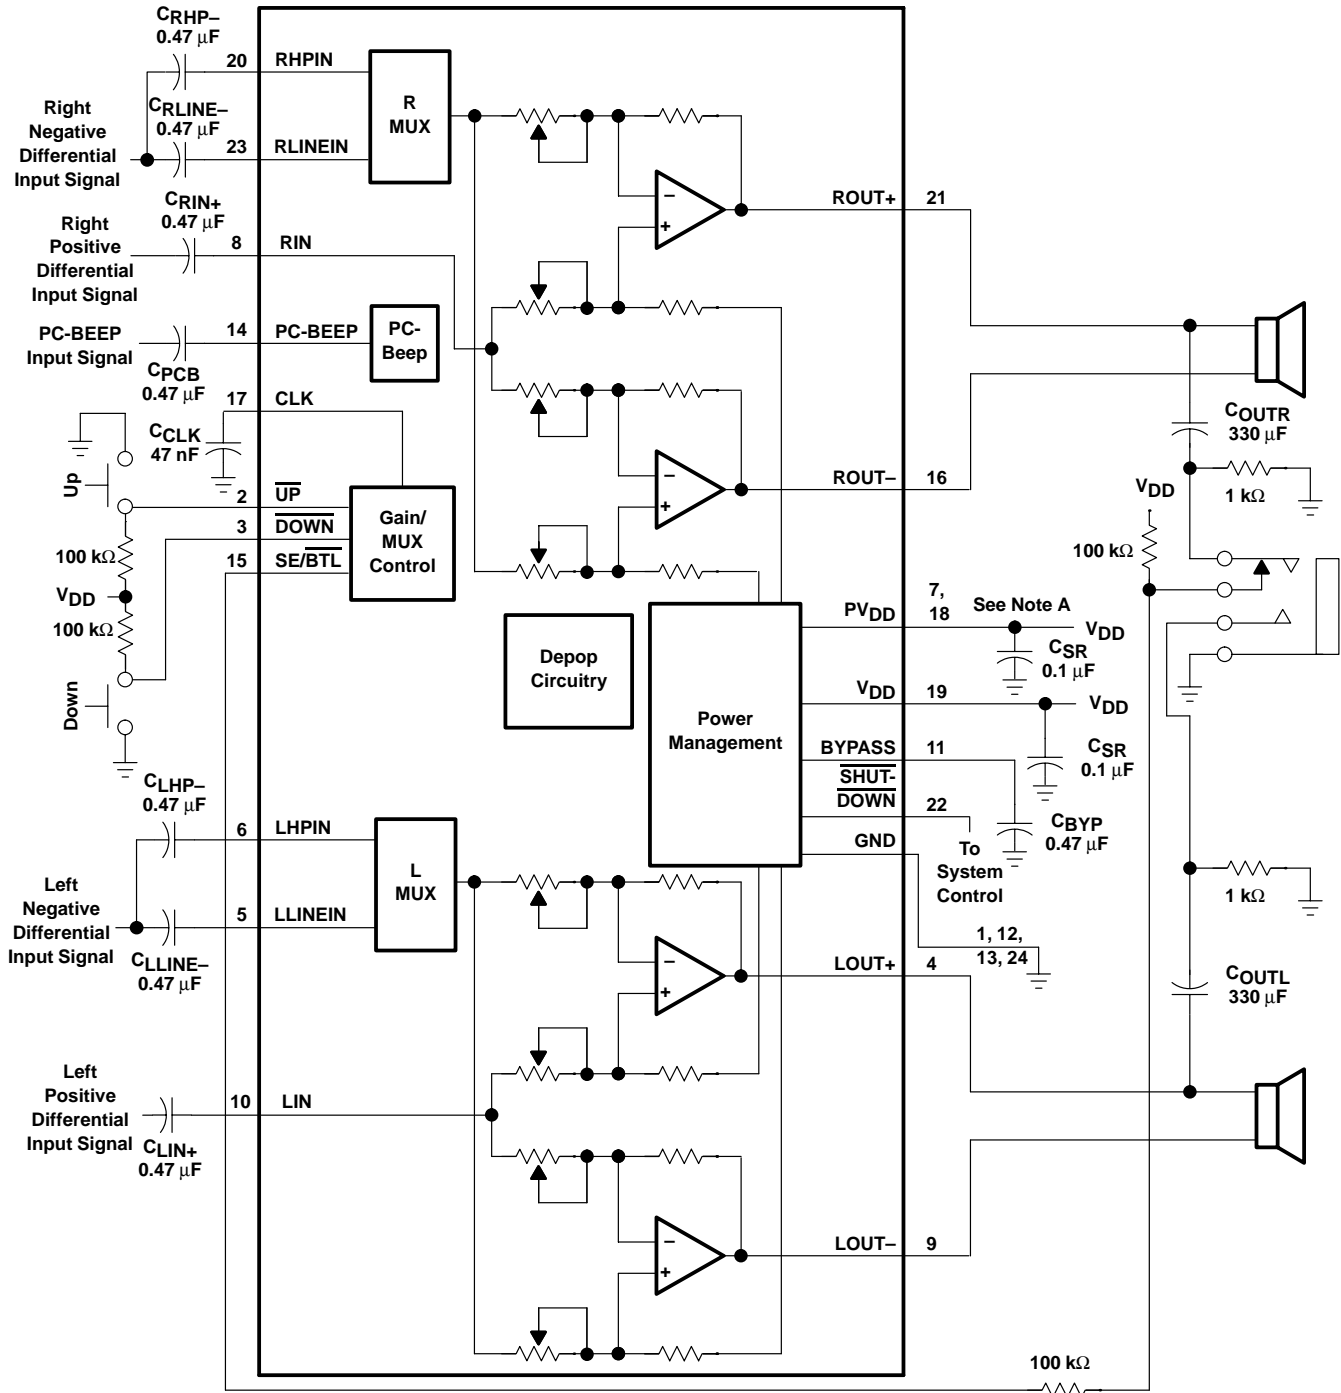 CRHP–
0.47 µF
20 RHPIN
Right
Negative
Differential
Input Signal
CRLINE–
0.47 µF
23 RLINEIN
R
MUX
CRIN+
0.47 µF
8 RIN
Right
Positive
Differential
Input Signal
PC-BEEP
Input Signal
14 PC-BEEP
PC-
Beep
CPCB
0.47 µF
17 CLK
CCLK
47 nF
Up
2 UP
3 DOWN
15 SE/BTL
Gain/
MUX
Control
100 kΩ
VDD
100 kΩ
Down
−
+
ROUT+ 21
−
+
ROUT– 16
COUTR
330 µF
1 kΩ
VDD
100 kΩ
Depop
Circuitry
Power
Management
PVDD
7,
18
See Note A
VDD
CSR
0.1 µF
VDD 19
VDD
CSR
0.1 µF
BYPASS 11
SHUT-
DOWN 22
CBYP
0.47 µF
GND
To
System
Control
1, 12,
13, 24
CLHP–
0.47 µF
6 LHPIN
Left
Negative
Differential
Input Signal
5 LLINEIN
CLLINE–
0.47 µF
L
MUX
−
+
LOUT+ 4
1 kΩ
COUTL
330 µF
Left
Positive
Differential
Input Signal
10 LIN
CLIN+
0.47 µF
−
+
LOUT– 9
100 kΩ